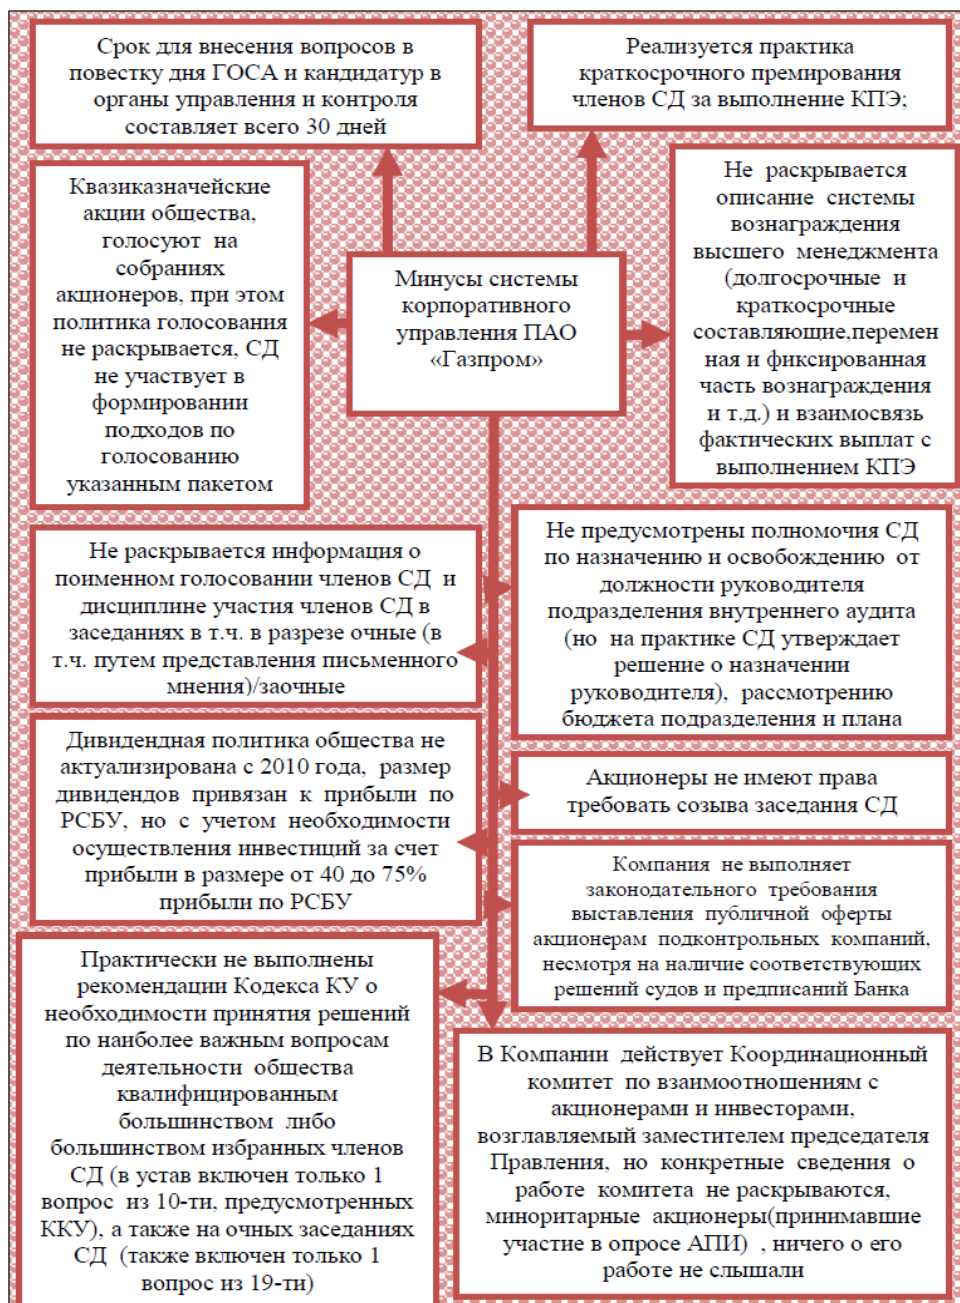 Срок для внесения вопросов в
повестку дня ГОСА и кандидатур в
органы управления и контроля
составляет всего 30 дней
Реализуется практика
краткосрочного премирования
членов СД за выполнение КПЭ;
Квазиказначейские
акции общества,
голосуют на
собраниях
акционеров, при этом
политика голосования
не раскрывается, СД
не участвует в
формировании
подходов по
голосованию
указанным пакетом
Минусы системы
корпоративного
управления ПАО
«Газпром»
Не раскрывается
описание системы
вознаграждения
высшего менеджмента
(долгосрочные и
краткосрочные
составляющие,перемен
ная и фиксированная
часть вознаграждения
и т.д.) и взаимосвязь
фактических выплат с
выполнением КПЭ
Не раскрывается информация о
поименном голосовании членов СД и
дисциплине участия членов СД в
заседаниях в т.ч. в разрезе очные (в
т.ч. путем представления письменного
мнения)/заочные
Не предусмотрены полномочия СД
по назначению и освобождению от
должности руководителя
подразделения внутреннего аудита
(но на практике СД утверждает
решение о назначении
руководителя), рассмотрению
бюджета подразделения и плана
Дивидендная политика общества не
актуализирована с 2010 года, размер
дивидендов привязан к прибыли по
РСБУ, но с учетом необходимости
осуществления инвестиций за счет
прибыли в размере от 40 до 75%
прибыли по РСБУ
Акционеры не имеют права
требовать созыва заседания СД
Компания не выполняет
законодательного требования
выставления публичной оферты
акционерам подконтрольных компаний,
несмотря на наличие соответствующих
решений судов и предписаний Банка
Практически не выполнены
рекомендации Кодекса КУ о
необходимости принятия решений
по наиболее важным вопросам
деятельности общества
квалифицированным
большинством либо
большинством избранных членов
СД (в устав включен только 1
вопрос из 10-ти, предусмотренных
ККУ), а также на очных заседаниях
СД (также включен только 1
вопрос из 19-ти)
В Компании действует Координационный
комитет по взаимоотношениям с
акционерами и инвесторами,
возглавляемый заместителем председателя
Правления, но конкретные сведения о
работе комитета не раскрываются,
миноритарные акционеры(принимавшие
участие в опросе АПИ) , ничего о его
работе не слышали